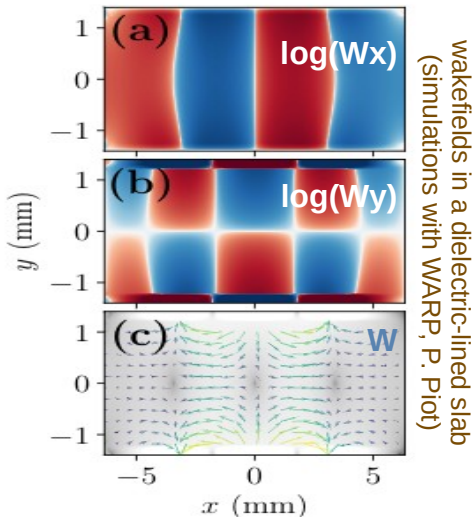 (a)
log(Wx)
1
0
−1
(b)
log(Wy)
1
0
−1
y (mm)
(c)
W
1
0
−1
−5
0
5
x (mm)
wakefields in a dielectric-lined slab
(simulations with WARP, P. Piot)